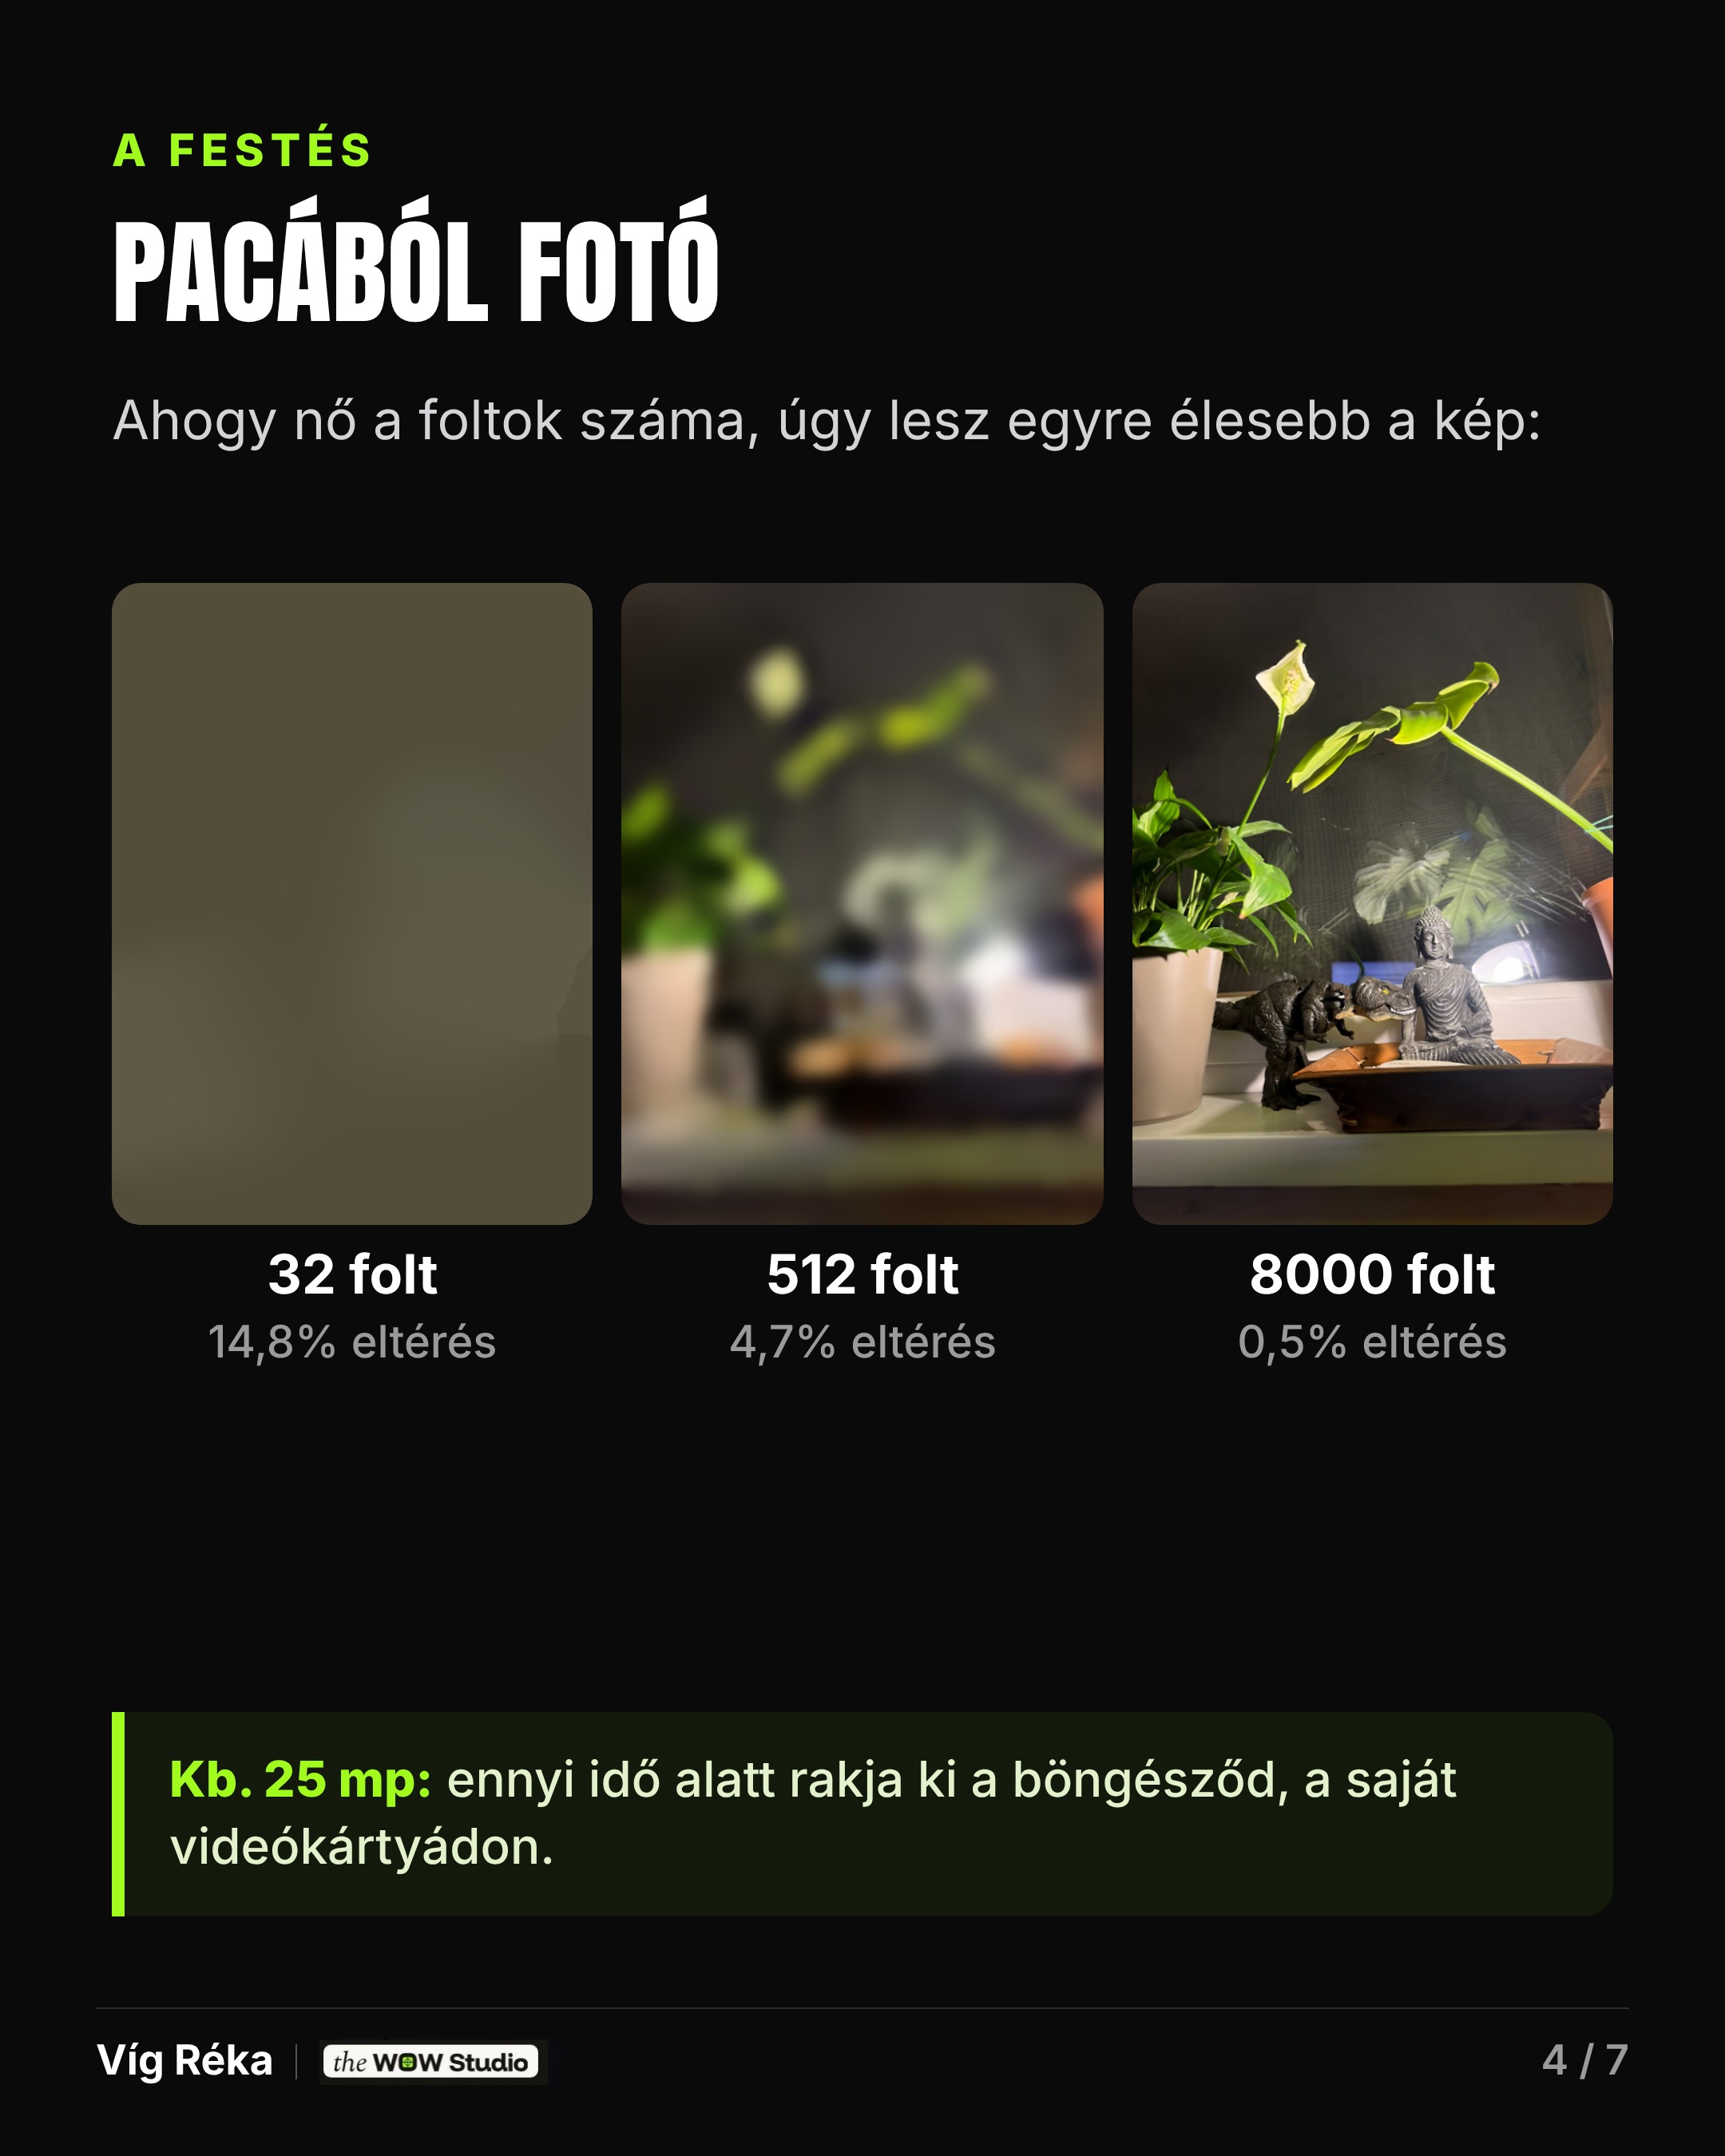 A FESTÉS
PACÁBÓL FOTÓ
Ahogy nő a foltok száma, úgy lesz egyre élesebb a kép:
32 folt
14,8% eltérés
512 folt
4,7% eltérés
8000 folt
0,5% eltérés
Kb. 25 mp: ennyi idő alatt rakja ki a böngésződ, a saját
videókártyádon.
Víg Réka
the WOW Studio
4 / 7